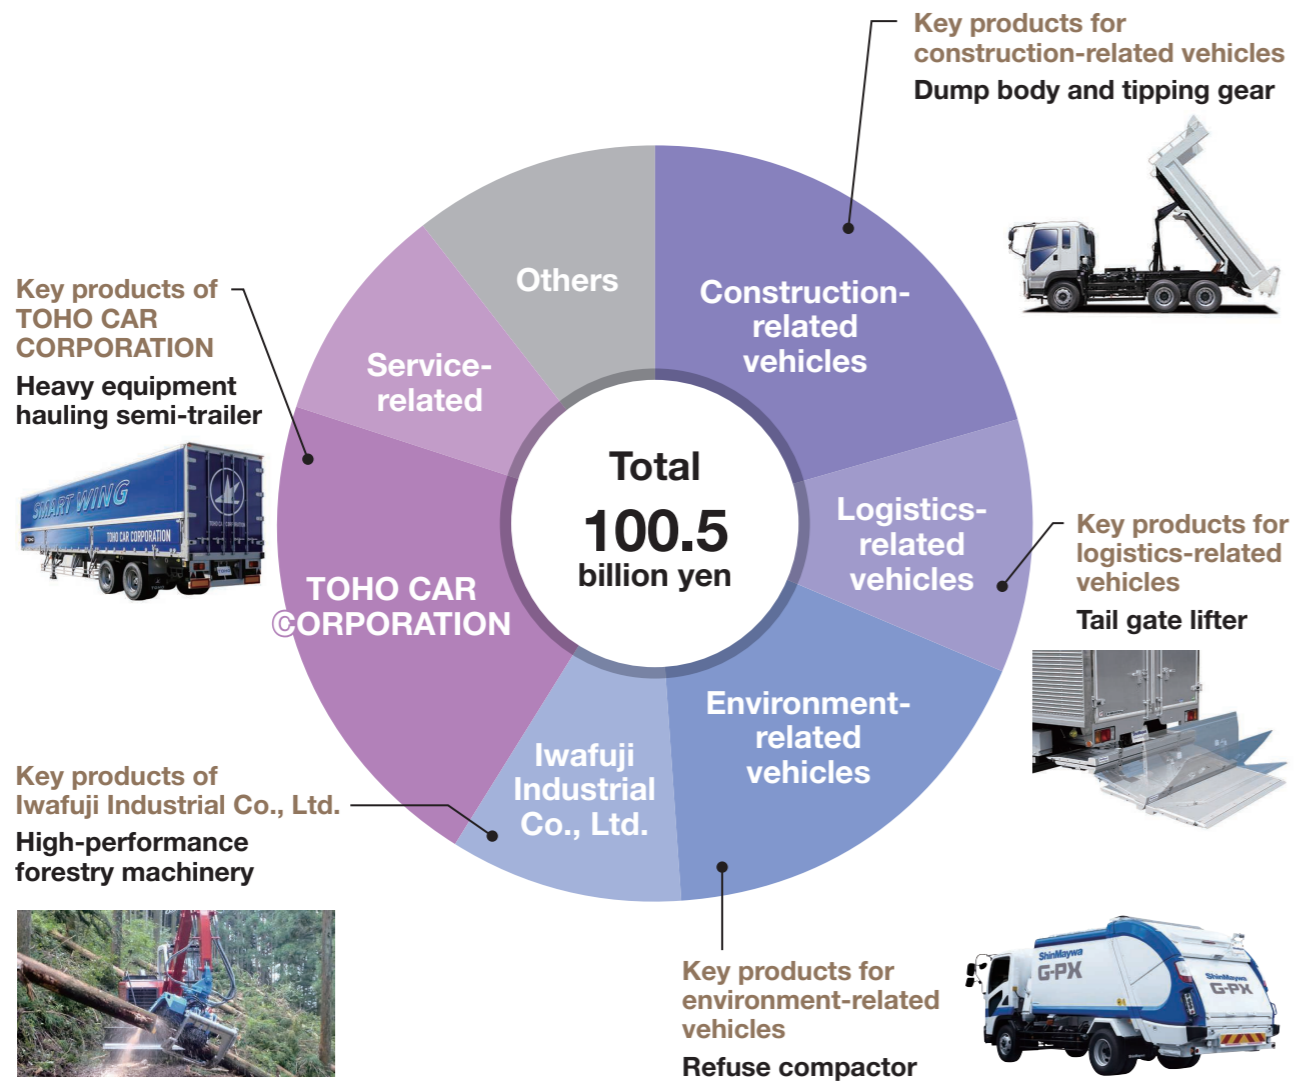 Key products for
construction-related vehicles
Dump body and tipping gear
Others
Construction-
related
vehicles
Key products of
TOHO CAR
CORPORATION
Heavy equipment
hauling semi-trailer
Service-
related
Total
100.5
billion yen
Logistics-
related
vehicles
Key products for
logistics-related
vehicles
Tail gate lifter
SMART WING
TOHO CAR CORPORATION
TOHO CAR CORPORATION
TOHO CAR
CORPORATION
Environment-
related
vehicles
Iwafuji
Industrial
Co., Ltd.
Key products of
Iwafuji Industrial Co., Ltd.
High-performance
forestry machinery
Key products for
environment-related
vehicles
Refuse compactor
ShinMaywa
G-PX
ShinMaywa
G-PX